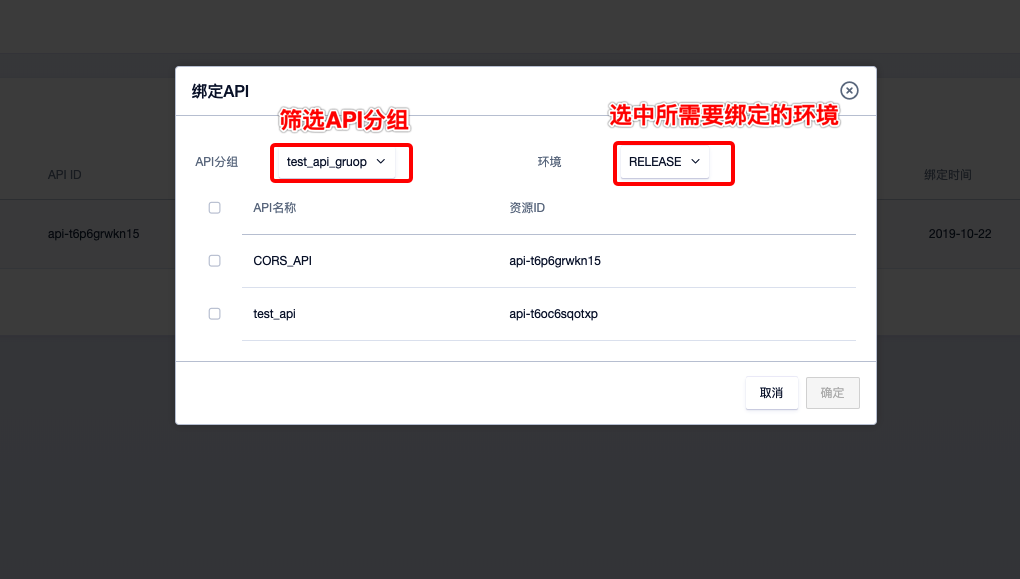 绑定API
筛选API分组
选中所需要绑定的环境
API分组
test_api_gruop
环境
RELEASE
API ID
绑定时间
API名称
资源ID
api-t6p6grwkn15
2019-10-22
CORS_API
api-t6p6grwkn15
test_api
api-t6oc6sqotxp
取消
确定